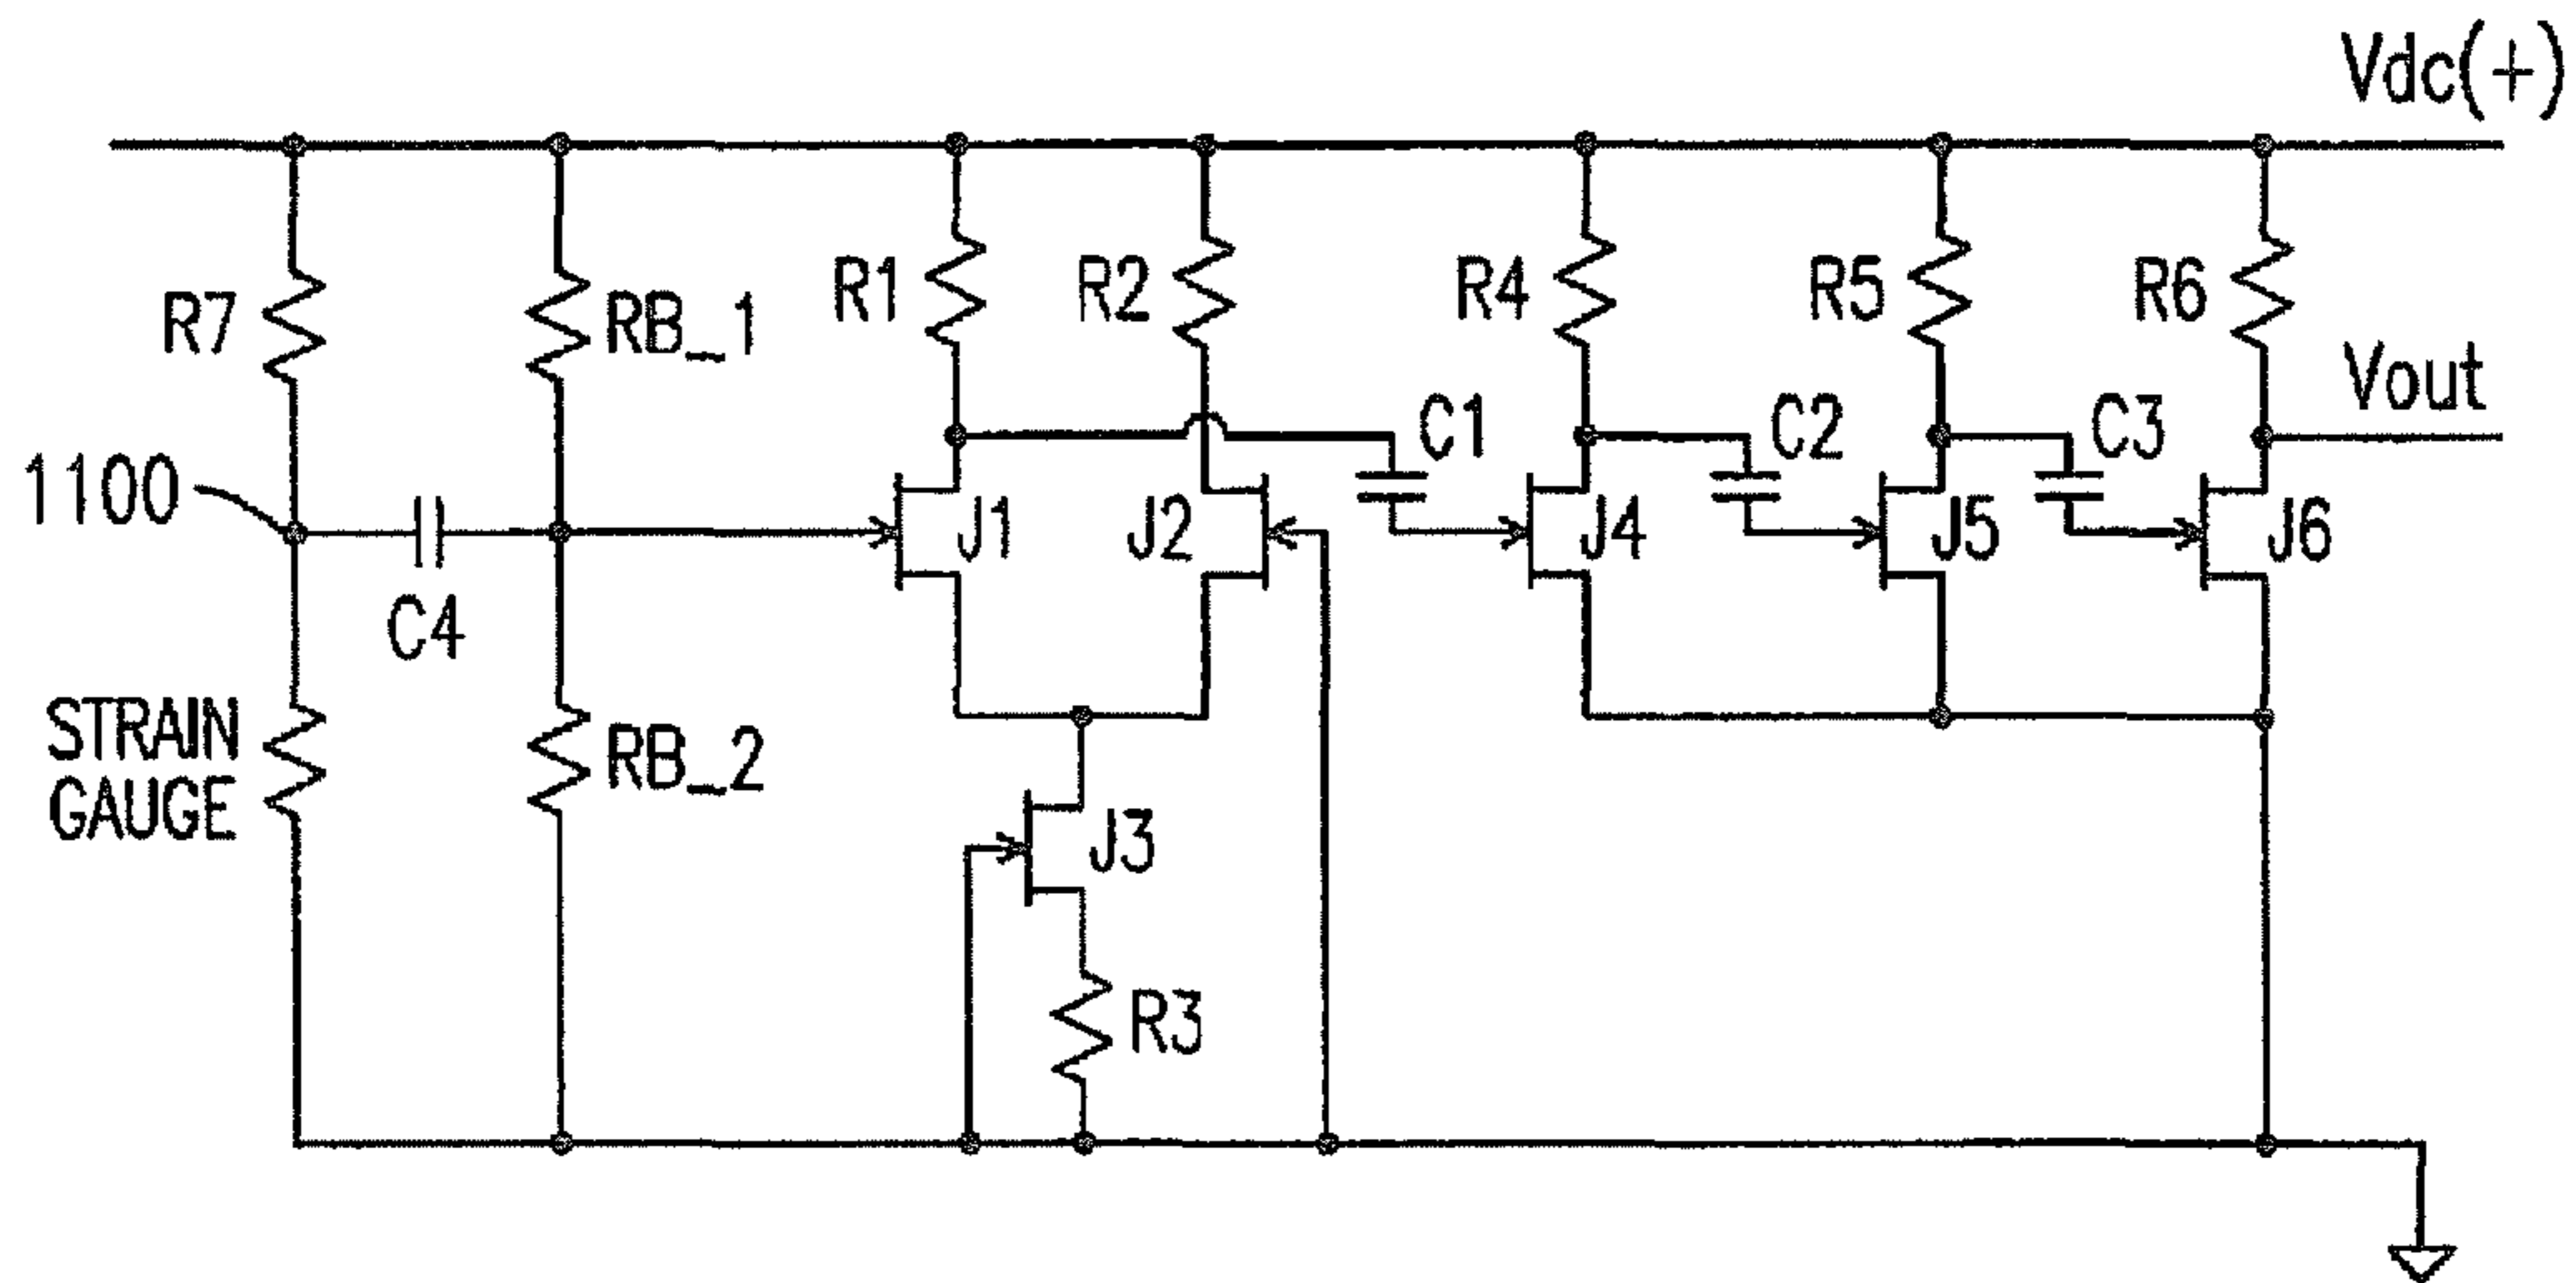 Vdc(+)
R7
RB_1
R1
R2
R4
R5
R6
Vout
C1
C2
C3
1100
C4
J1
J2
J4
J5
J6
STRAIN
GAUGE
RB_2
J3
R3